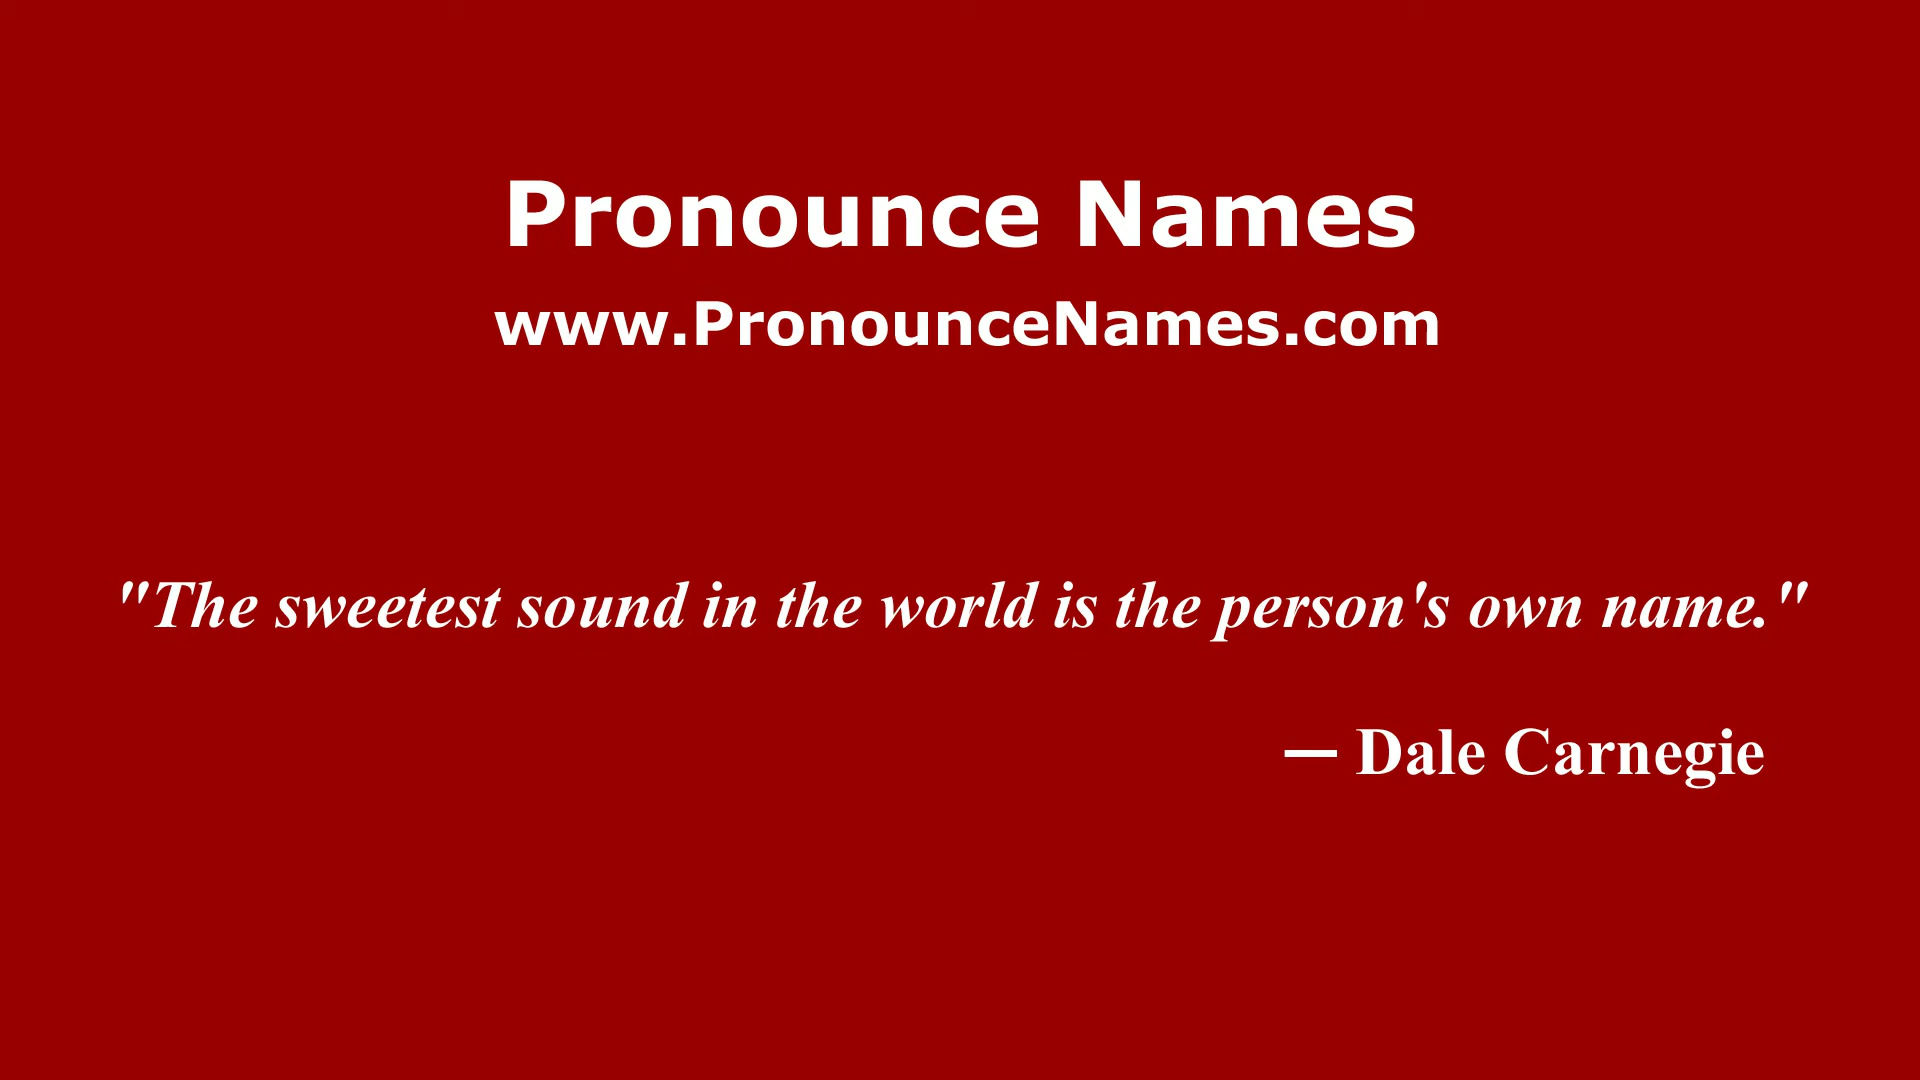 Pronounce Names
www.PronounceNames.com
"The sweetest sound in the world is the person's own name."
— Dale Carnegie